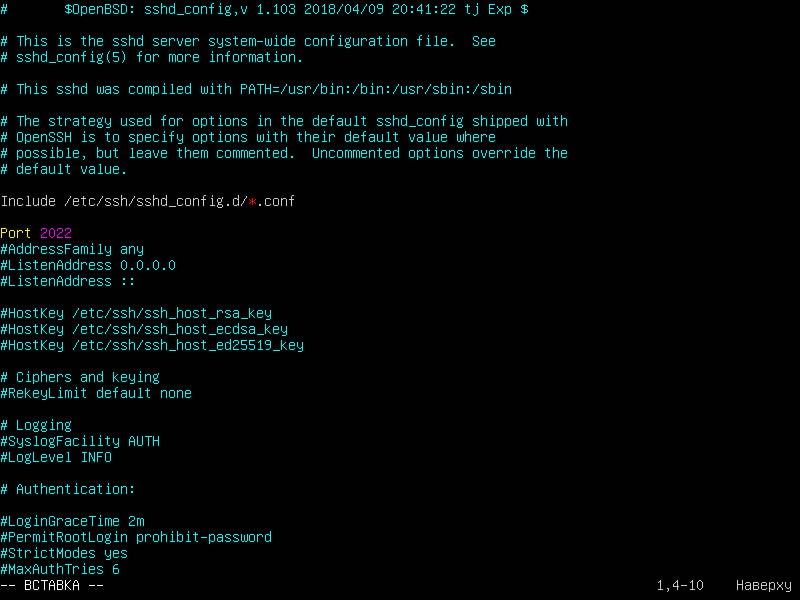 #       $OpenBSD: sshd_config,v 1.103 2018/04/09 20:41:22 tj Exp $
# This is the sshd server system-wide configuration file.  See
# sshd_config(5) for more information.
# This sshd was compiled with PATH=/usr/bin:/bin:/usr/sbin:/sbin
# The strategy used for options in the default sshd_config shipped with
# OpenSSH is to specify options with their default value where
# possible, but leave them commented.  Uncommented options override the
# default value.
Include /etc/ssh/sshd_config.d/*.conf
Port 2022
#AddressFamily any
#ListenAddress 0.0.0.0
#ListenAddress ::
#HostKey /etc/ssh/ssh_host_rsa_key
#HostKey /etc/ssh/ssh_host_ecdsa_key
#HostKey /etc/ssh/ssh_host_ed25519_key
# Ciphers and keying
#RekeyLimit default none
# Logging
#SyslogFacility AUTH
#LogLevel INFO
# Authentication:
#LoginGraceTime 2m
#PermitRootLogin prohibit-password
#StrictModes yes
#MaxAuthTries 6
-- ВСТАВКА --                                                                     1,4-10    Наверху